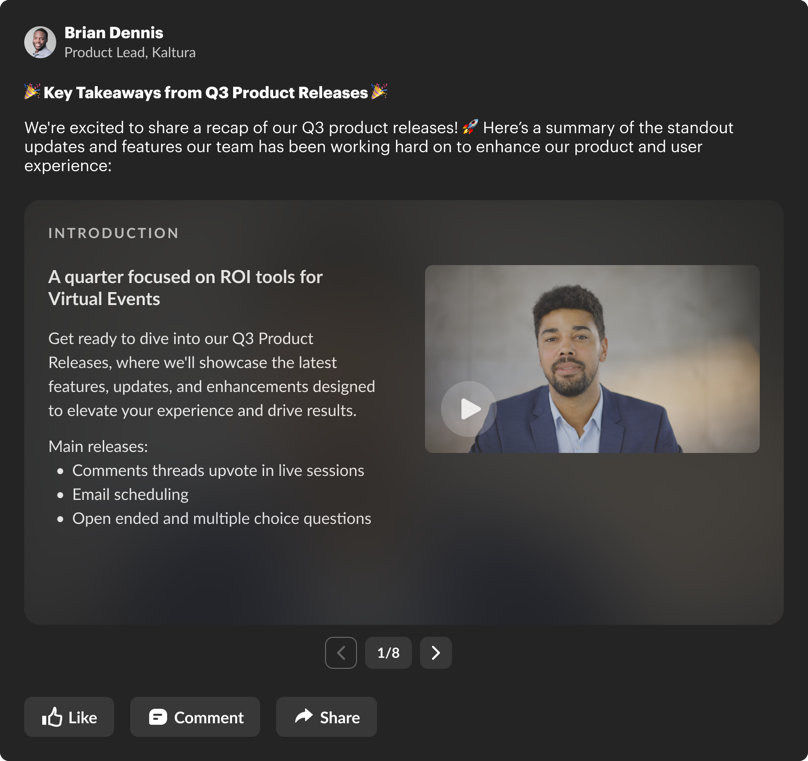 Brian Dennis
Product Lead, Kaltura
🎉 Key Takeaways from Q3 Product Releases 🎉
We're excited to share a recap of our Q3 product releases! 🚀 Here’s a summary of the standout
updates and features our team has been working hard on to enhance our product and user
experience:
INTRODUCTION
A quarter focused on ROI tools for
Virtual Events
Get ready to dive into our Q3 Product
Releases, where we'll showcase the latest
features, updates, and enhancements designed
to elevate your experience and drive results.
Main releases:
• Comments threads upvote in live sessions
• Email scheduling
• Open ended and multiple choice questions
1/8
Like
Comment
Share